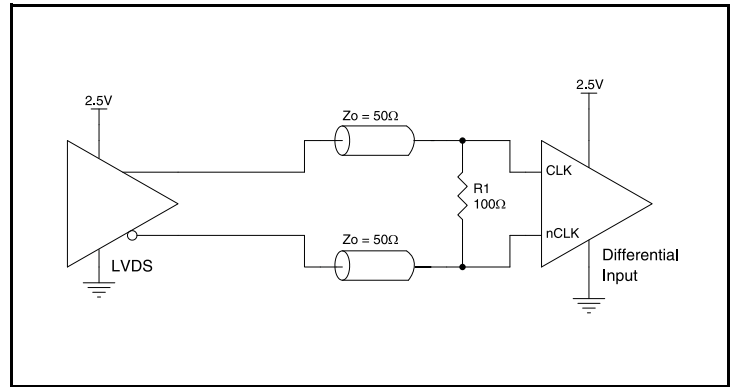 2.5V
2.5V
Zo = 50Ω
CLK
R1
100Ω
nCLK
Zo = 50Ω
LVDS
Differential
Input